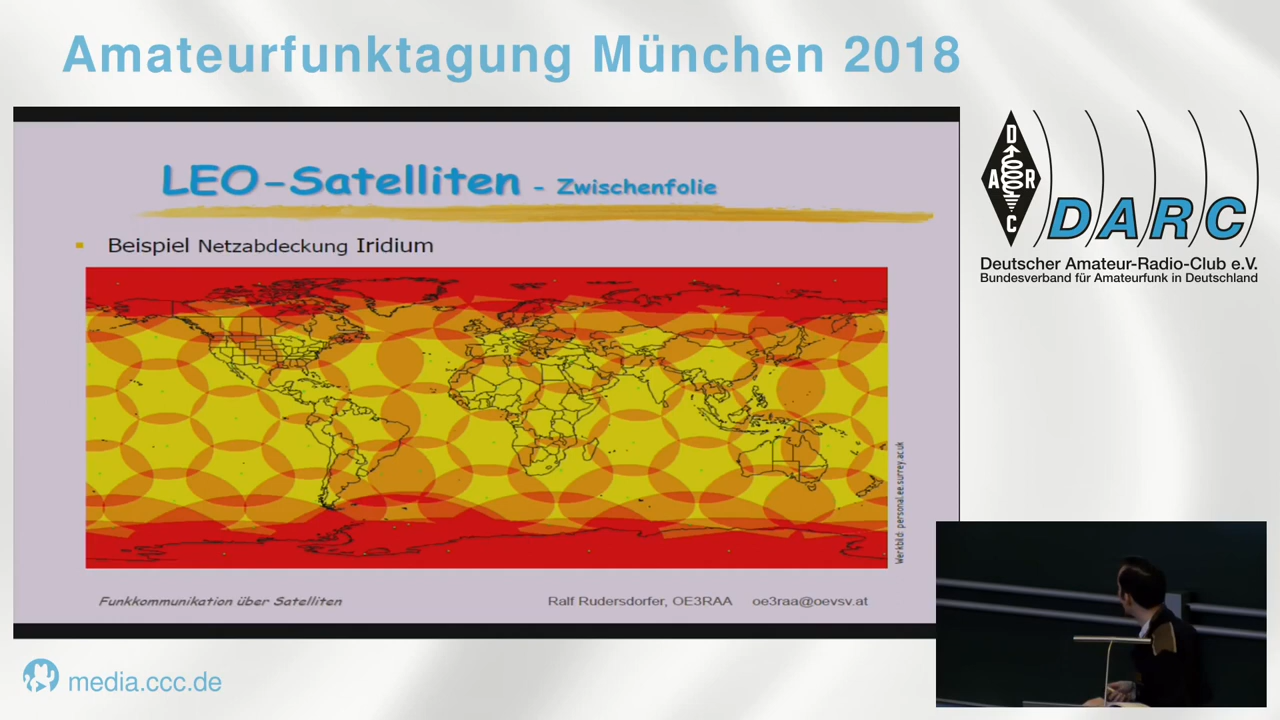 Amateurfunktagung München 2018
LEO-Satelliten - Zwischenfolie
Beispiel Netzabdeckung Iridium
Werkbild: personal.ee.surrey.ac.uk
Funkkommunikation über Satelliten
Ralf Rudersdorfer, OE3RAA oe3raa@oevsv.at
D
A R
C
DARC
Deutscher Amateur-Radio-Club e.V.
Bundesverband für Amateurfunk in Deutschland
media.ccc.de